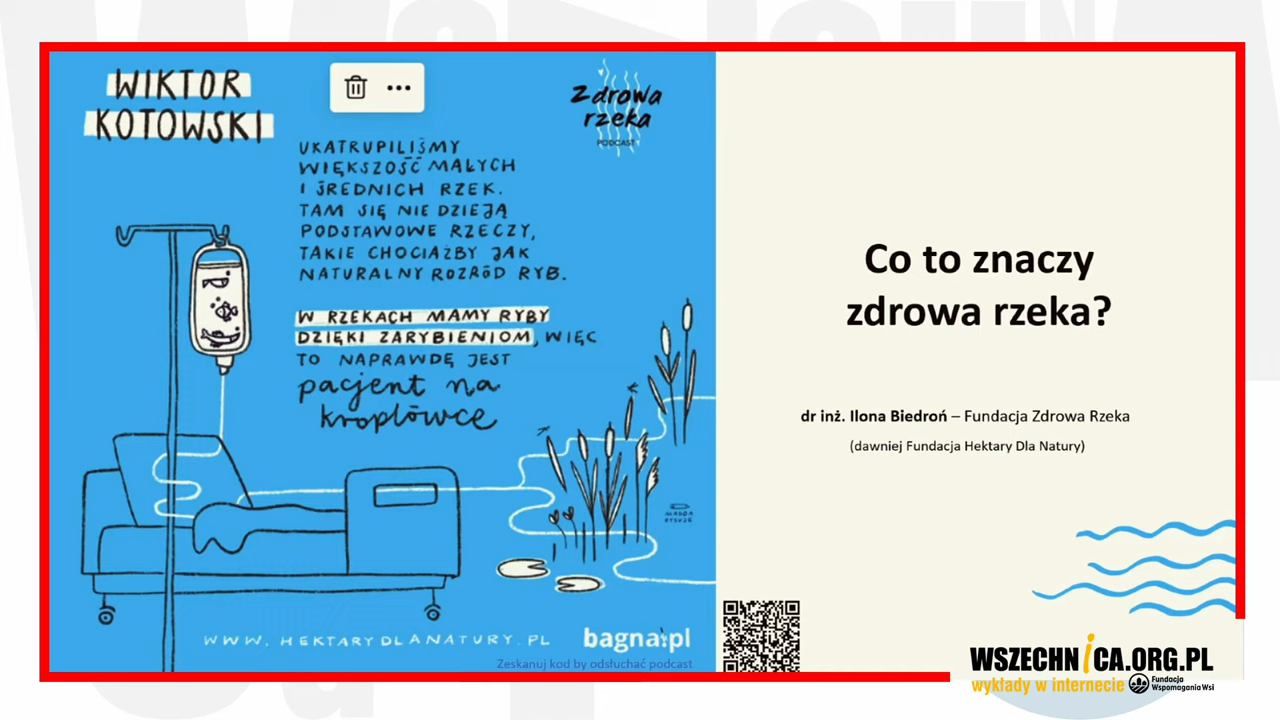 WIKTOR
KOTOWSKI
Zdrowa
rzeka
PODCAST
UKATRUPILIŚMY
WIĘKSZOŚĆ MAŁYCH
I ŚREDNICH RZEK.
TAM SIĘ NIE DZIEJĄ
PODSTAWOWE RZECZY,
TAKIE CHOCIAŻBY JAK
NATURALNY ROZRÓD RYB.
W RZEKACH MAMY RYBY
DZIĘKI ZARYBIENIOM, WIĘC
TO NAPRAWDĘ JEST
pacjent na
kroplówce
MAGDA
RYSUJE
WWW.HEKTARYDLANATURY.PL
bagna.pl
Zeskanuj kod by odsłuchać podcast
Co to znaczy
zdrowa rzeka?
dr inż. Ilona Biedroń – Fundacja Zdrowa Rzeka
(dawniej Fundacja Hektary Dla Natury)
WSZECHNiCA.ORG.PL
wykłady w internecie
Fundacja
Wspomagania Wsi